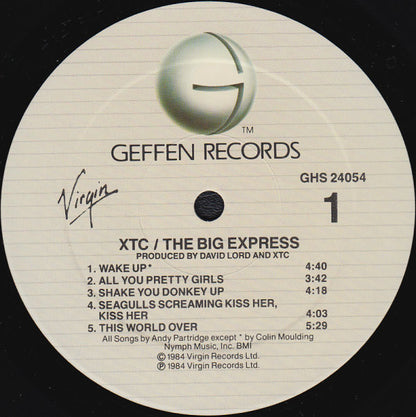 G
TM
GEFFEN RECORDS
GHS 24054
Virgin
1
XTC / THE BIG EXPRESS
PRODUCED BY DAVID LORD AND XTC
1. WAKE UP * 4:40
2. ALL YOU PRETTY GIRLS 3:42
3. SHAKE YOU DONKEY UP 4:18
4. SEAGULLS SCREAMING KISS HER,
KISS HER 4:03
5. THIS WORLD OVER 5:29
All Songs by Andy Partridge except * by Colin Moulding
Nymph Music, Inc. BMI
©1984 Virgin Records Ltd.
℗1984 Virgin Records Ltd.